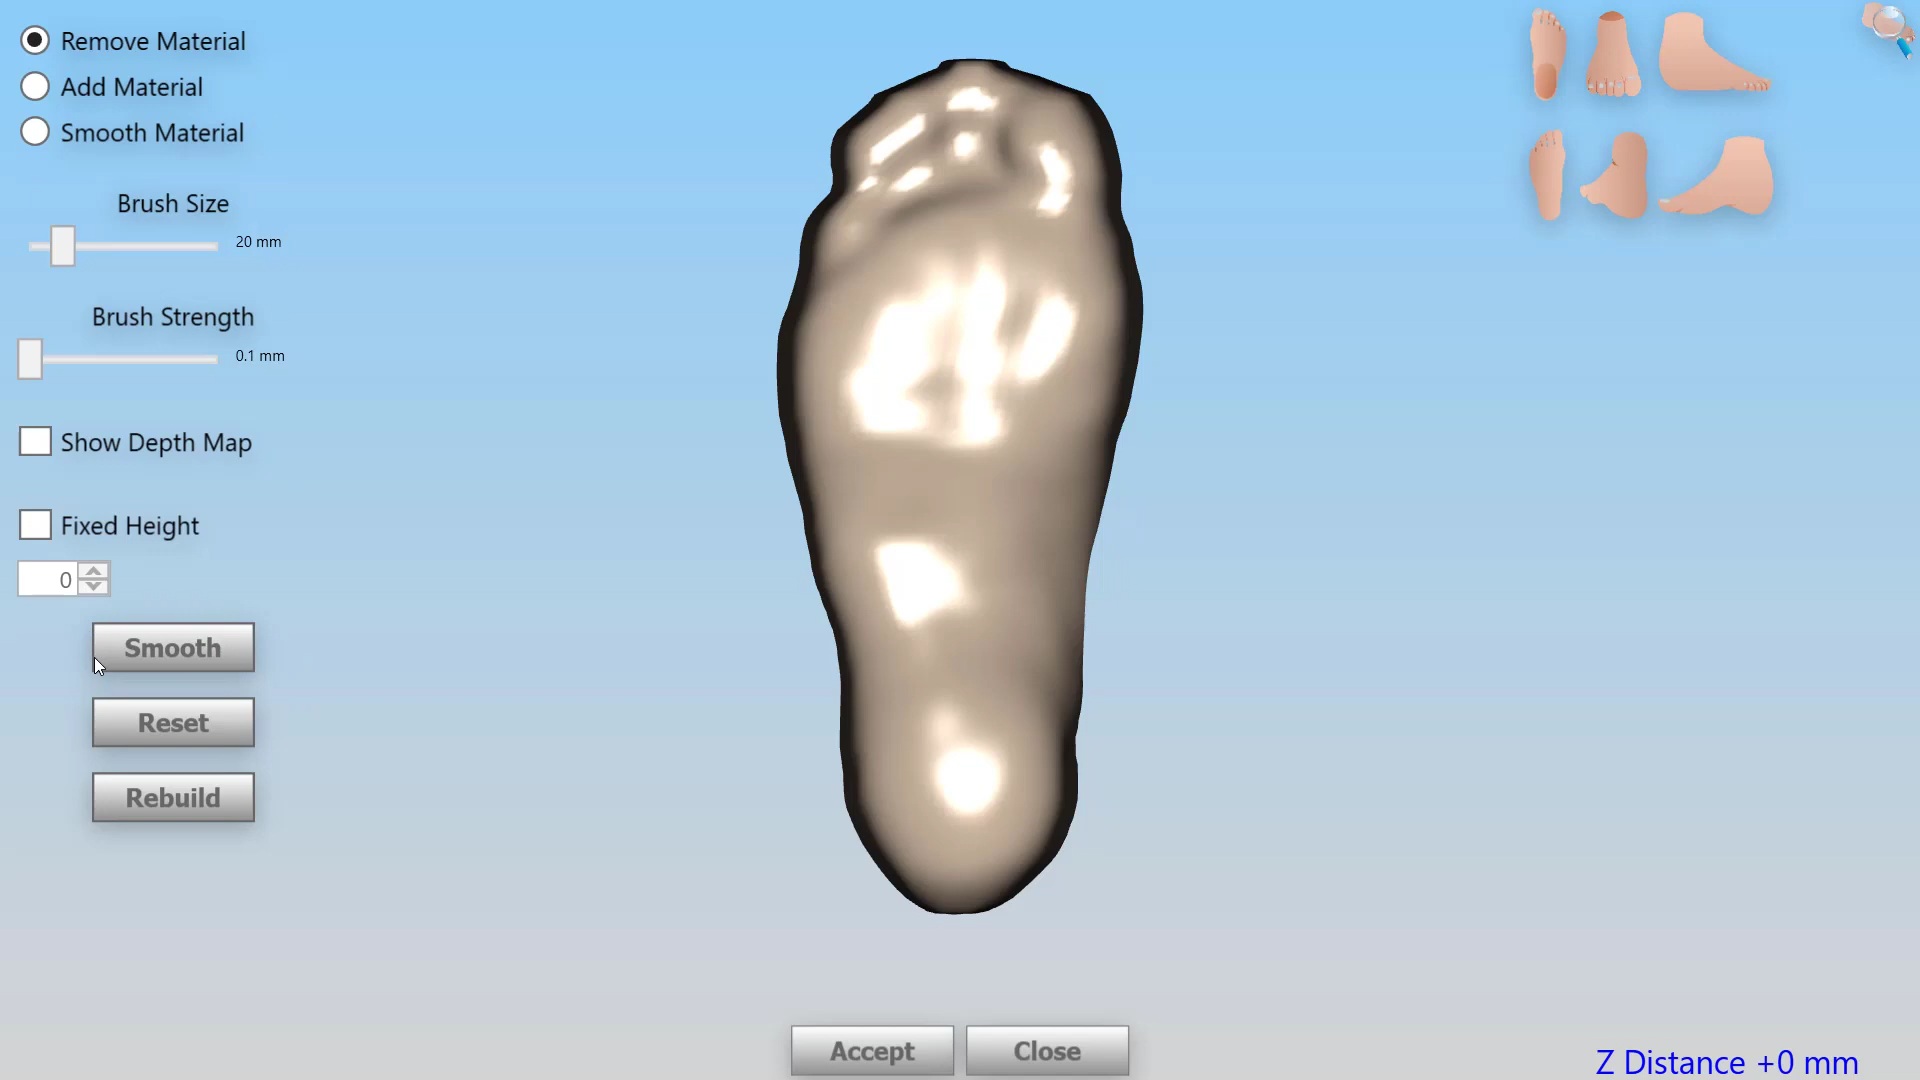 Remove Material
Add Material
Smooth Material
Brush Size
20 mm
Brush Strength
0.1 mm
Show Depth Map
Fixed Height
0
Smooth
Reset
Rebuild
Accept
Close
Z Distance +0 mm